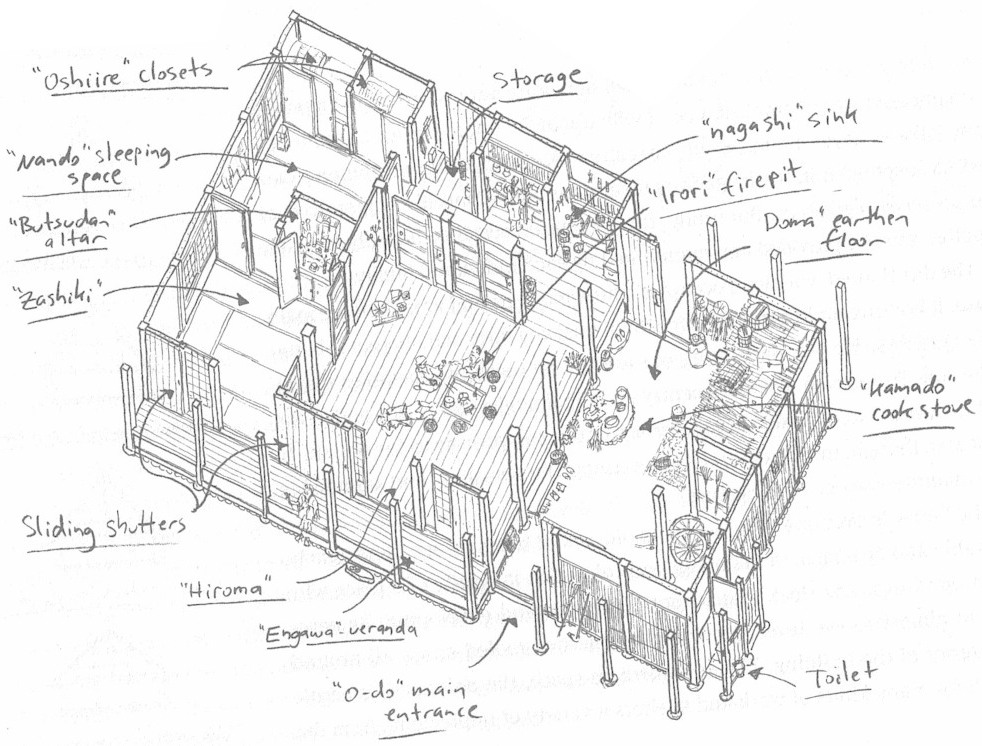 "Oshiire" closets
Storage
"nagashi" sink
"Nando" sleeping
space
"Irori" firepit
"Butsudan"
altar
Doma" earthen
floor
"Zashiki"
"Kamado"
cook stove
Sliding shutters
"Hiroma"
"Engawa"-veranda
"O-do" main
entrance
Toilet